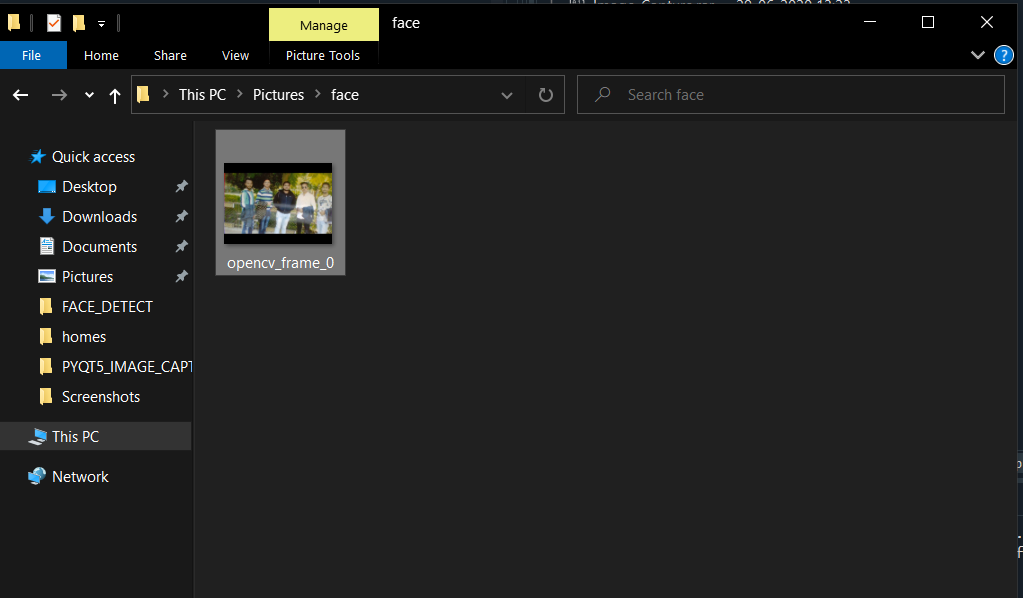 Manage
face
File
Home
Share
View
Picture Tools
This PC
Pictures
face
Search face
Quick access
Desktop
Downloads
Documents
Pictures
FACE_DETECT
homes
PYQT5_IMAGE_CAPT
Screenshots
This PC
Network
opencv_frame_0